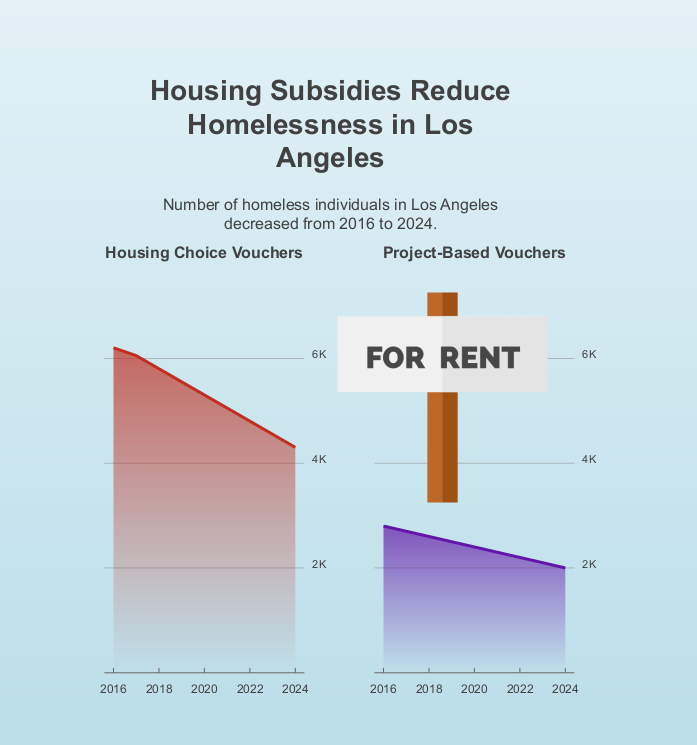 Housing Subsidies Reduce
Homelessness in Los
Angeles
Number of homeless individuals in Los Angeles
decreased from 2016 to 2024.
Housing Choice Vouchers
6K
4K
2K
2016 2018 2020 2022 2024
Project-Based Vouchers
FOR RENT
6K
4K
2K
2016 2018 2020 2022 2024